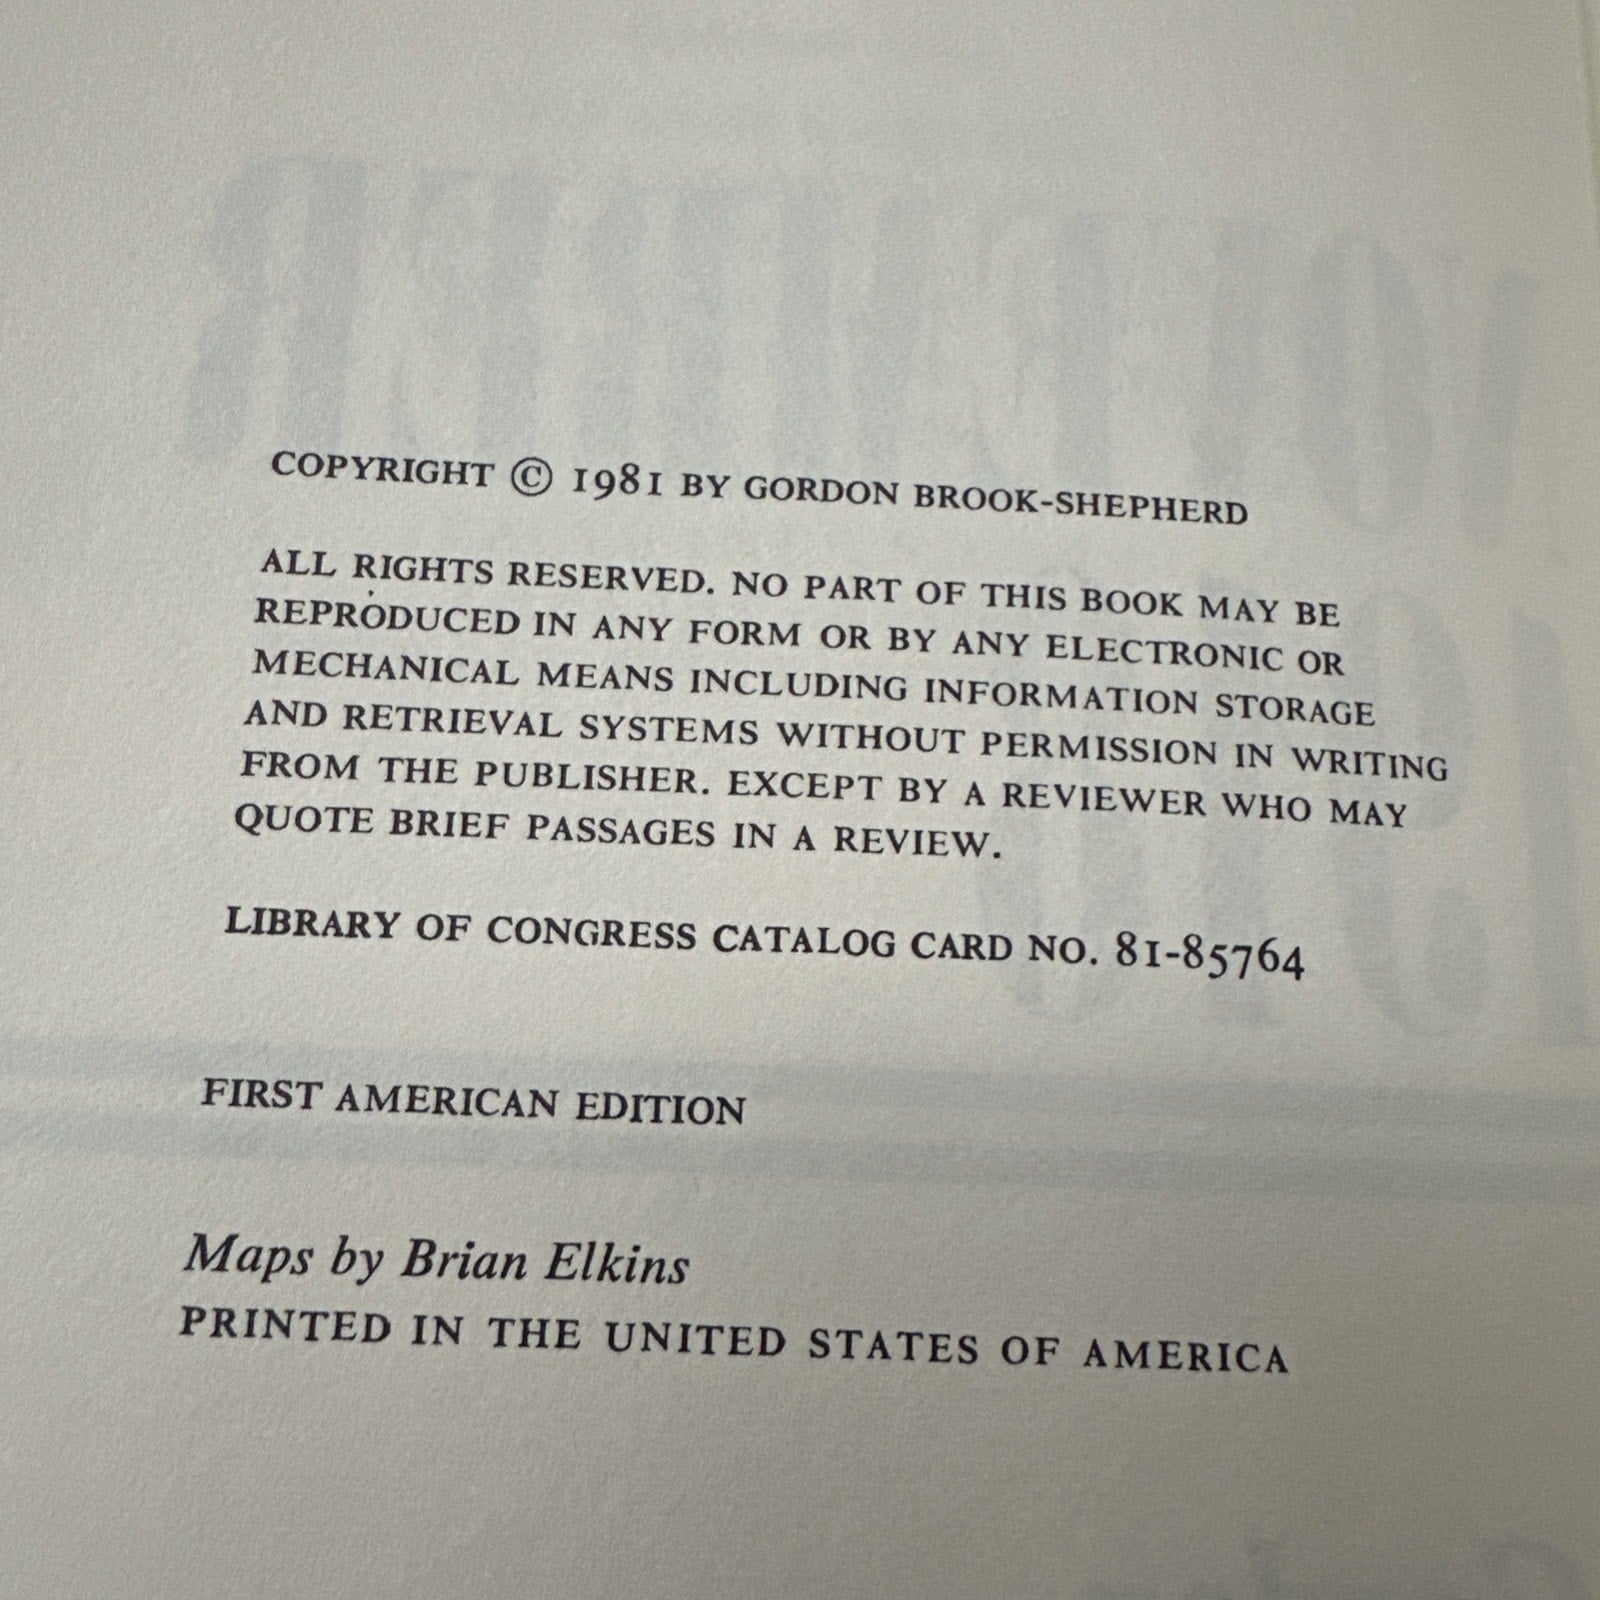 COPYRIGHT © 1981 BY GORDON BROOK-SHEPHERD
ALL RIGHTS RESERVED. NO PART OF THIS BOOK MAY BE
REPRODUCED IN ANY FORM OR BY ANY ELECTRONIC OR
MECHANICAL MEANS INCLUDING INFORMATION STORAGE
AND RETRIEVAL SYSTEMS WITHOUT PERMISSION IN WRITING
FROM THE PUBLISHER. EXCEPT BY A REVIEWER WHO MAY
QUOTE BRIEF PASSAGES IN A REVIEW.
LIBRARY OF CONGRESS CATALOG CARD NO. 81-85764
FIRST AMERICAN EDITION
Maps by Brian Elkins
PRINTED IN THE UNITED STATES OF AMERICA